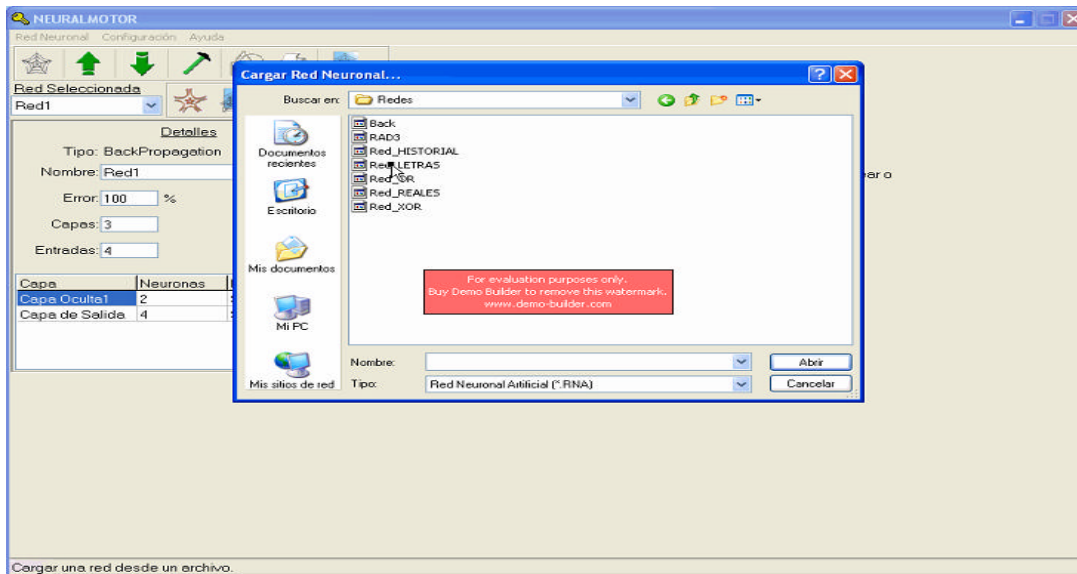 NEURALMOTOR
Red Neuronal Configuración Ayuda
Red Seleccionada
Red1
Detalles
Tipo: BackPropagation
Nombre: Red1
Error: 100 %
Capas: 3
Entradas: 4
Capa Neuronas
Capa Oculta1 2
Capa de Salida 4
Cargar Red Neuronal...
Buscar en: Redes
Documentos recientes
Escritorio
Mis documentos
Mi PC
Mis sitios de red
Back
RAD3
Red_HISTORIAL
Red_LETRAS
Red_OR
Red_REALES
Red_XOR
For evaluation purposes only.
Buy Demo Builder to remove this watermark.
www.demo-builder.com
Nombre:
Abrir
Tipo: Red Neuronal Artificial (*.RNA)
Cancelar
o
Cargar una red desde un archivo.